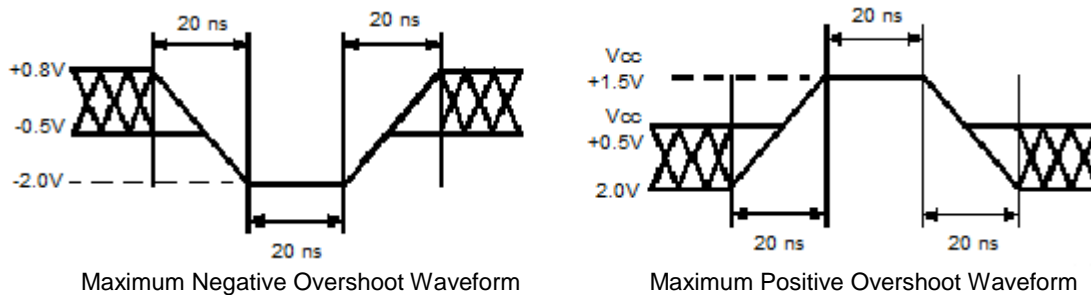 20 ns
20 ns
+0.8V
-0.5V
-2.0V
20 ns
Maximum Negative Overshoot Waveform
20 ns
Vcc
+1.5V
Vcc
+0.5V
2.0V
20 ns
20 ns
Maximum Positive Overshoot Waveform